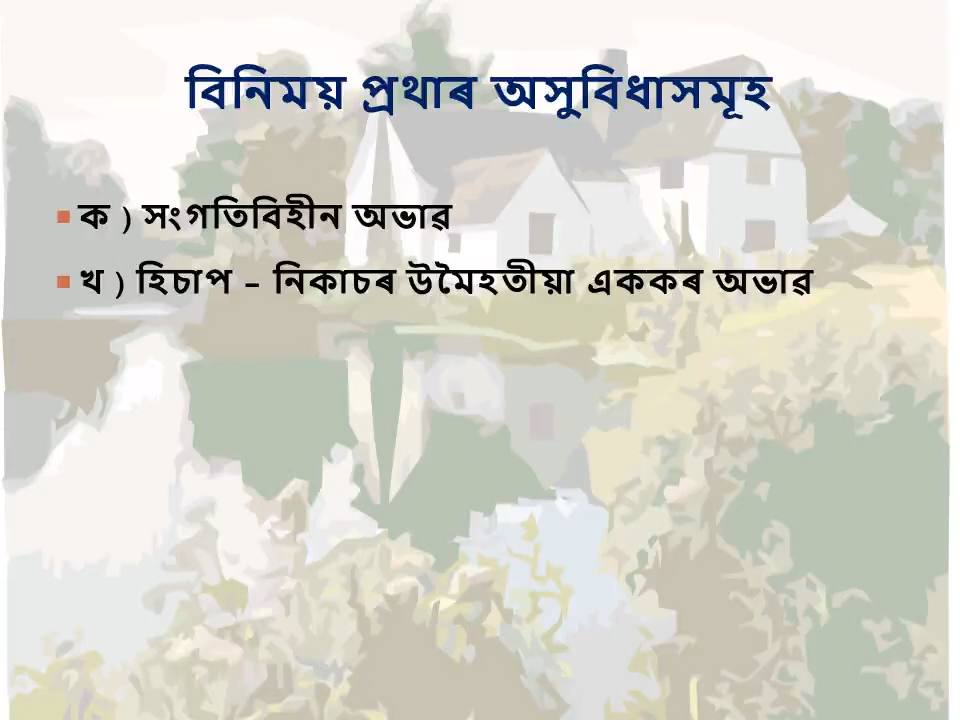 বিনিময় প্ৰথাৰ অসুবিধাসমূহ
ক ) সংগতিবিহীন অভাৱ
খ ) হিচাপ – নিকাচৰ উমৈহতীয়া এককৰ অভাৱ